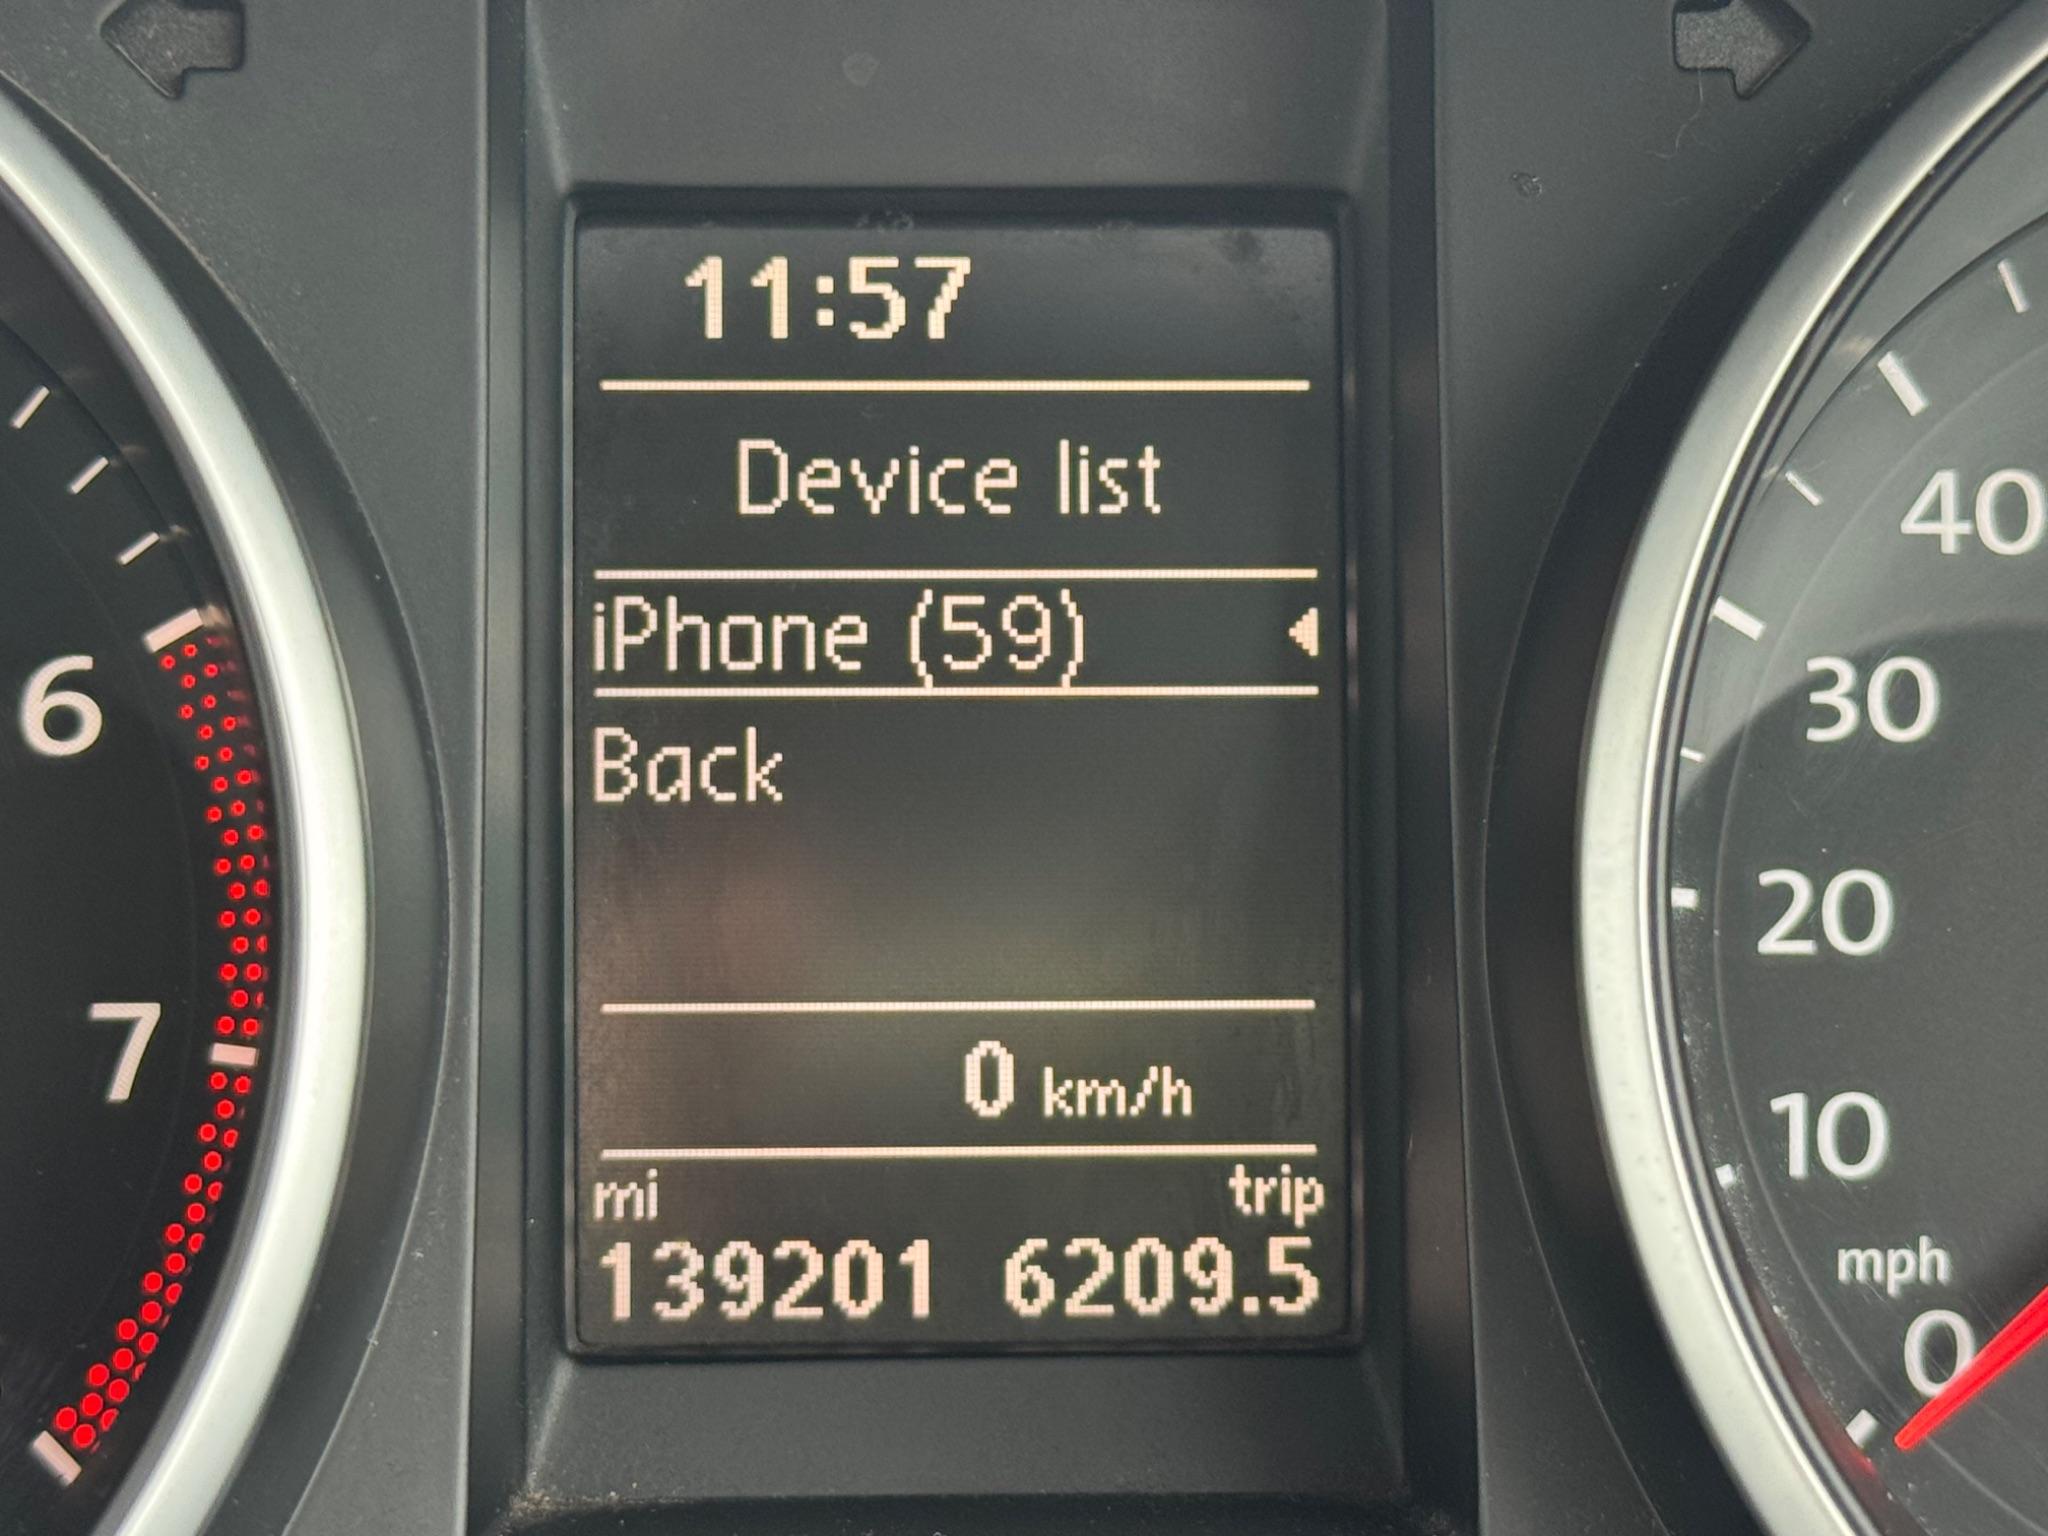 11:57
Device list
iPhone (59)
Back
0 km/h
mi trip
139201 6209.5
6
7
40
30
20
10
mph
0